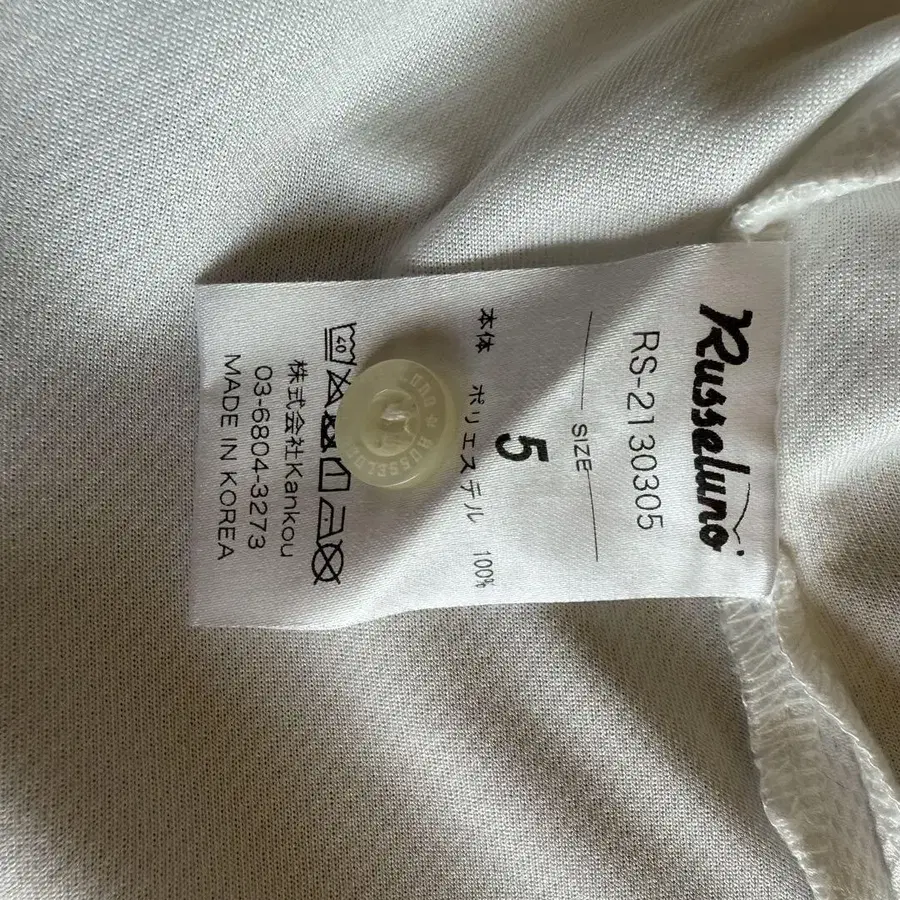 Russeluno
RS-2130305
SIZE
5
本体 ポリエステル 100%
40
株式会社Kankou
03-6804-3273
MADE IN KOREA